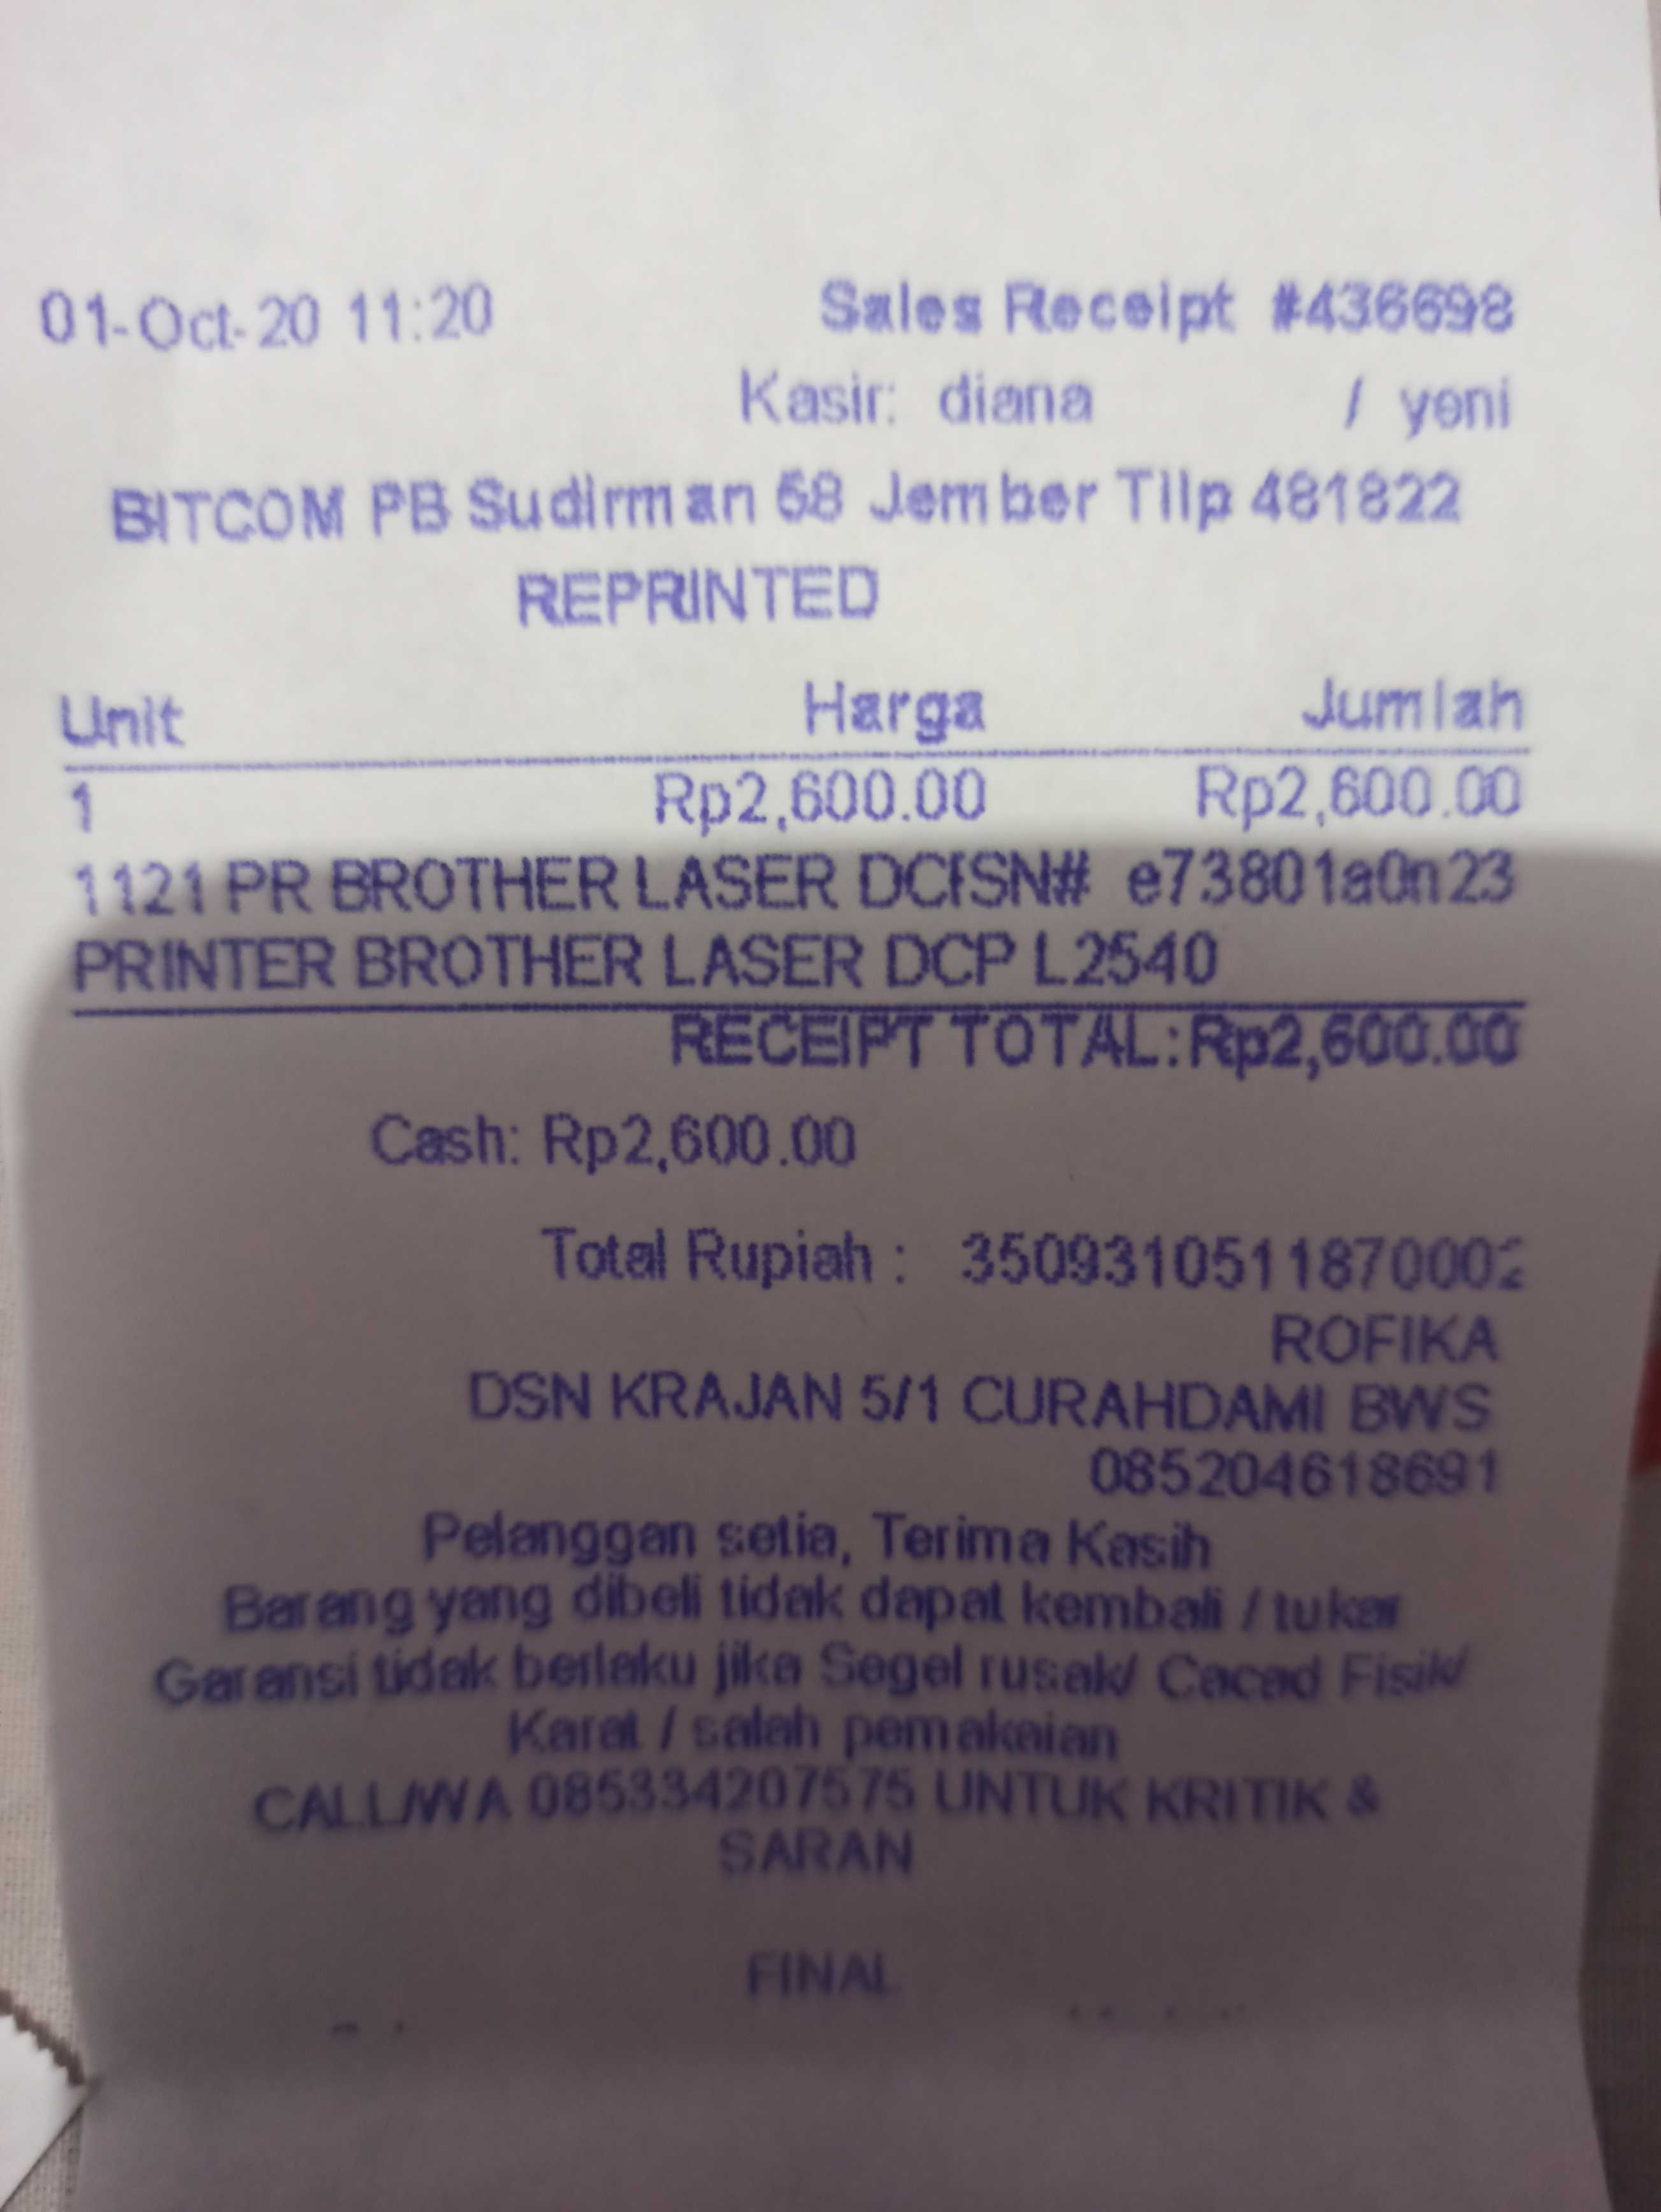 01-Oct-20 11:20 Sales Receipt #436698
Kasir: diana / yeni
BITCOM PB Sudirman 68 Jember Tllp 481822
REPRINTED
Unit Harga Jumlah
1 Rp2,600.00 Rp2,600.00
1121 PR BROTHER LASER DCFSN# e73801a0n23
PRINTER BROTHER LASER DCP L2540
RECEIPT TOTAL: Rp2,600.00
Cash: Rp2,600.00
Total Rupiah : 3509310511870002
ROFIKA
DSN KRAJAN 5/1 CURAHDAMI BWS
085204618691
Pelanggan setia, Terima Kasih
Barang yang dibeli tidak dapat kembali / tukar
Garansi tidak berlaku jika Segel rusak/ Cacad Fisik/
Karat / salah pemakaian
CALL/WA 085334207575 UNTUK KRITIK &
SARAN
FINAL